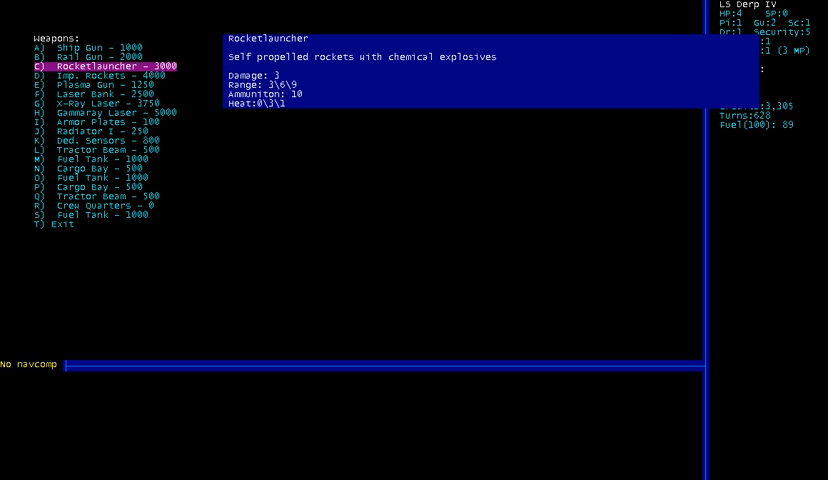 Weapons:
A) Ship Gun - 1000
B) Rail Gun - 2000
C) Rocketlauncher - 3000
D) Imp. Rockets - 4000
E) Plasma Gun - 1250
F) Laser Bank - 2500
G) X-Ray Laser - 3750
H) Gammaray Laser - 5000
I) Armor Plates - 100
J) Radiator I - 250
K) Ded. Sensors - 800
L) Tractor Beam - 500
M) Fuel Tank - 1000
N) Cargo Bay - 500
O) Fuel Tank - 1000
P) Cargo Bay - 500
Q) Tractor Beam - 500
R) Crew Quarters - 0
S) Fuel Tank - 1000
T) Exit
Rocketlauncher
Self propelled rockets with chemical explosives
Damage: 3
Range: 3\6\9
Ammuniton: 10
Heat:0\3\1
LS Derp IV
HP:4 SP:0
Pi:1 Gu:2 Sc:1
Dr:1 Security:5
:1
:1 (3 MP)
:
:3,305
Turns:628
Fuel(100): 89
No navcomp